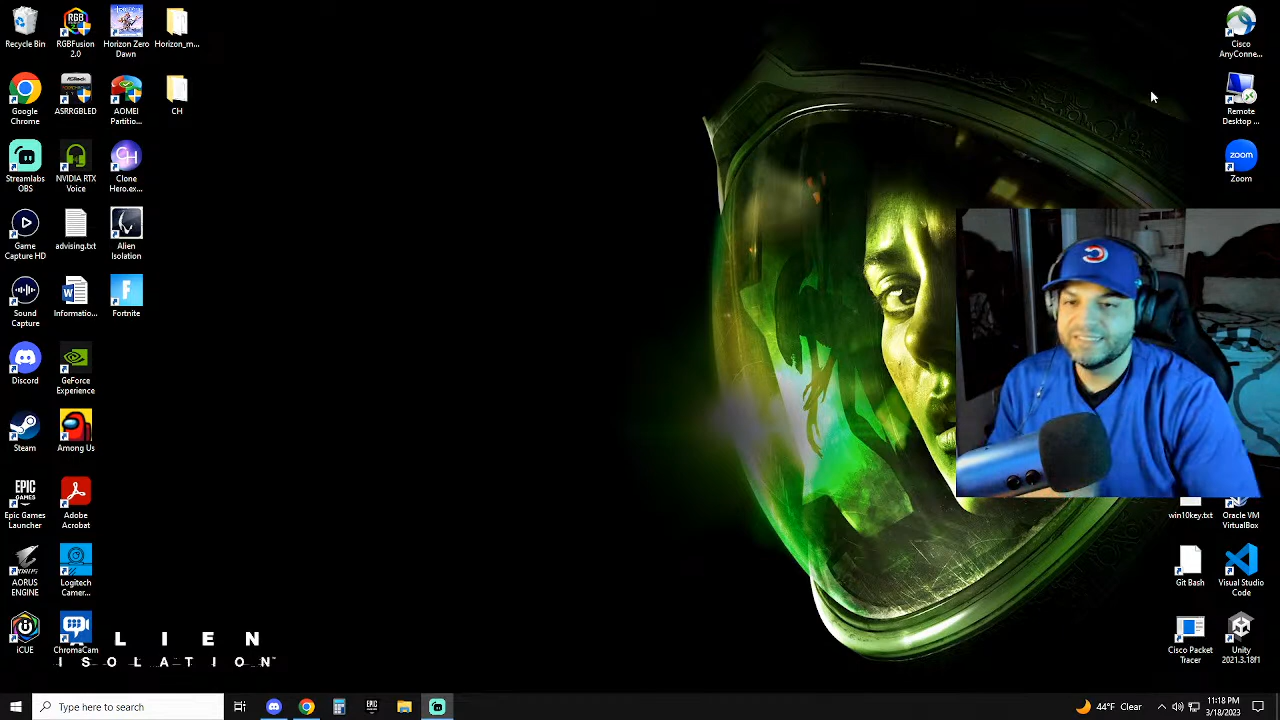 Recycle Bin
RGBFusion 2.0
Horizon Zero Dawn
Horizon_m...
Google Chrome
ASRRGBLED
AOMEI Partitio...
CH
Streamlabs OBS
NVIDIA RTX Voice
Clone Hero.ex...
Game Capture HD
advising.txt
Alien Isolation
Sound Capture
Informatio...
Fortnite
Discord
GeForce Experience
Steam
Among Us
EPIC GAMES
Epic Games Launcher
Adobe Acrobat
AORUS ENGINE
Logitech Camer...
iCUE
ChromaCam
Cisco AnyConne...
Remote Desktop ...
zoom
Zoom
win10key.txt
Oracle VM VirtualBox
Git Bash
Visual Studio Code
Cisco Packet Tracer
Unity 2021.3.18f1
L I E N
I S O L A T I O N
Type here to search
44°F Clear
11:18 PM
3/18/2023